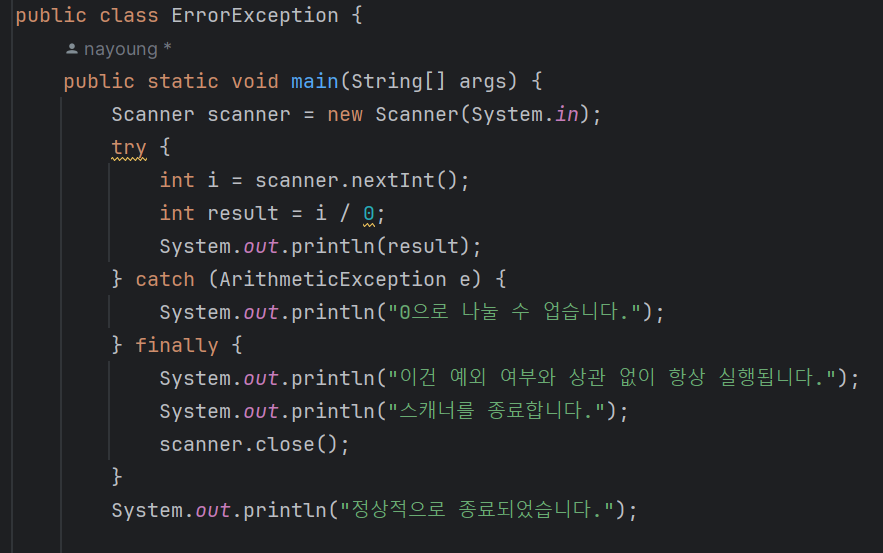 public class ErrorException {
nayoung *
public static void main(String[] args) {
Scanner scanner = new Scanner(System.in);
try {
int i = scanner.nextInt();
int result = i / 0;
System.out.println(result);
} catch (ArithmeticException e) {
System.out.println("0으로 나눌 수 업습니다.");
} finally {
System.out.println("이건 예외 여부와 상관 없이 항상 실행됩니다.");
System.out.println("스캐너를 종료합니다.");
scanner.close();
}
System.out.println("정상적으로 종료되었습니다.");